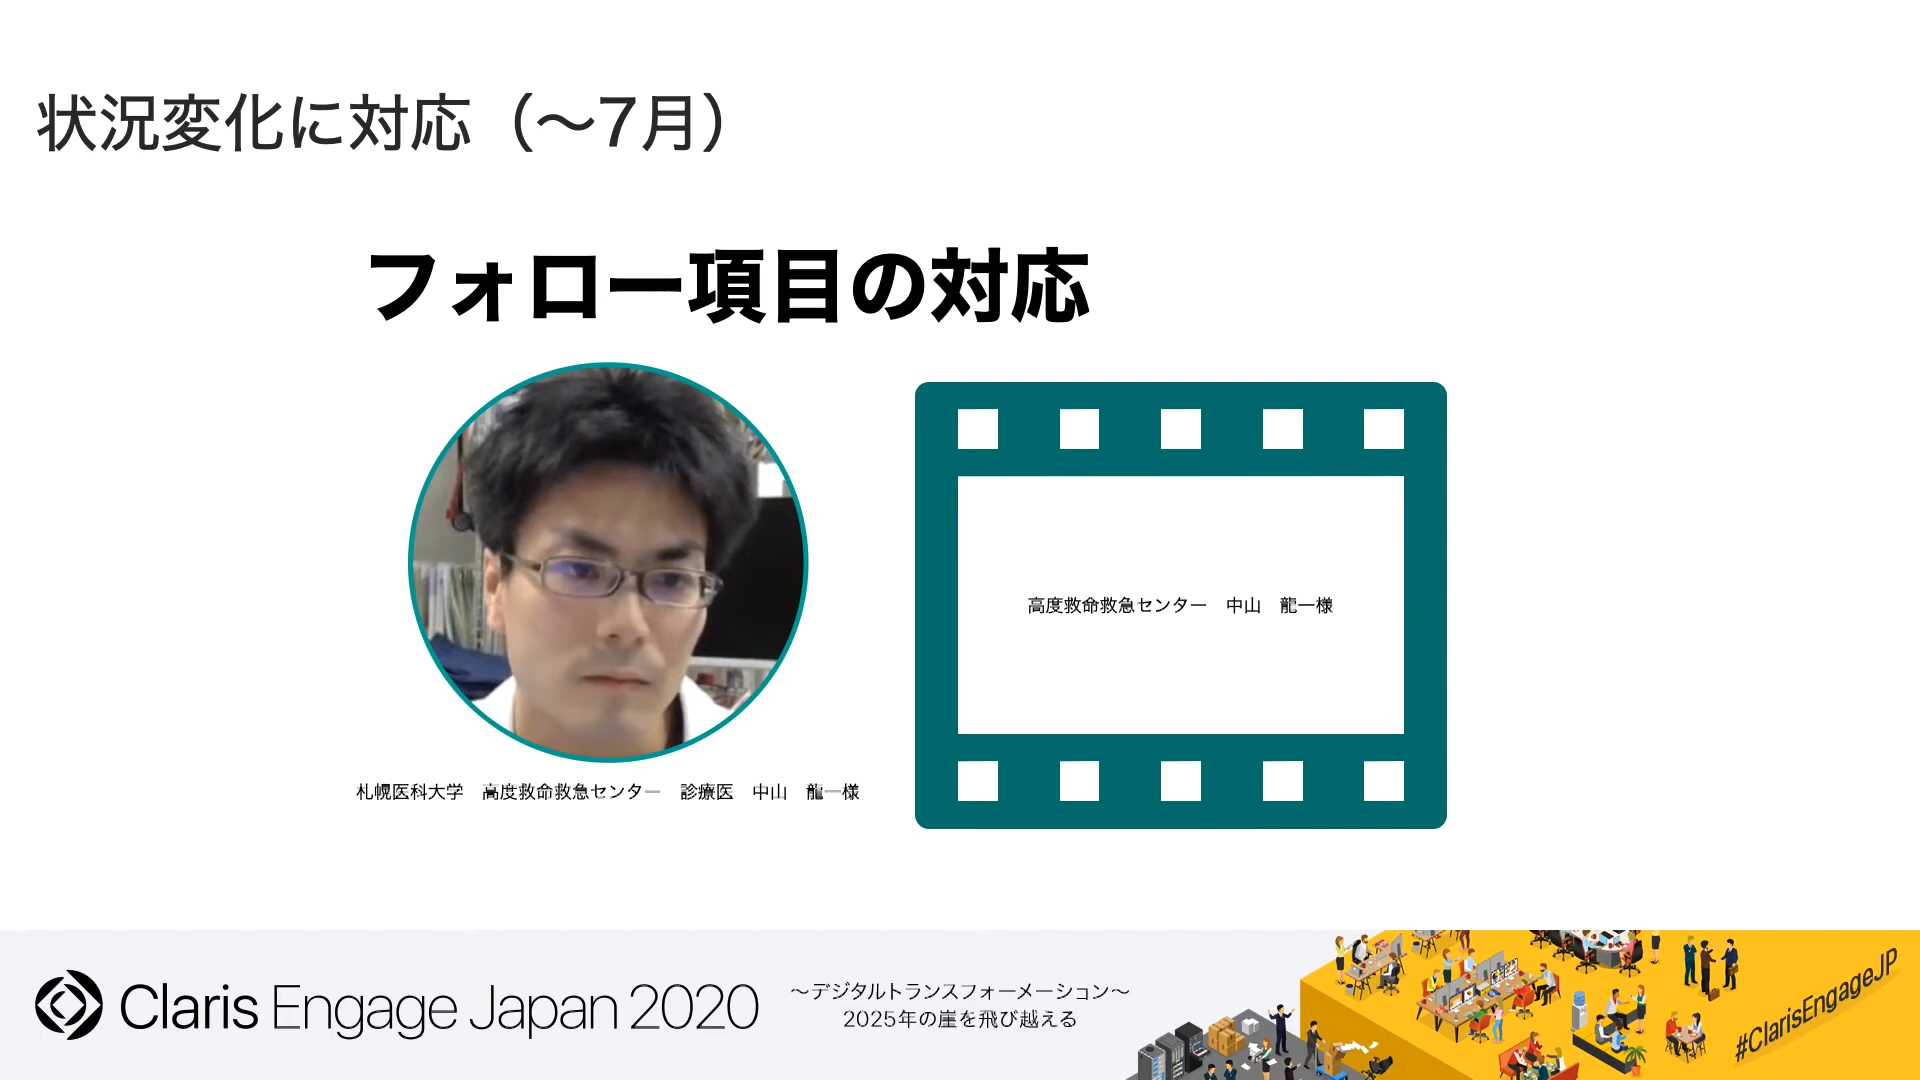 状況変化に対応（〜7月）
フォロー項目の対応
高度救命救急センター　中山　龍一様
札幌医科大学　高度救命救急センター　診療医　中山　龍一様
Claris Engage Japan 2020
〜デジタルトランスフォーメーション〜
2025年の崖を飛び越える
#ClarisEngageJP